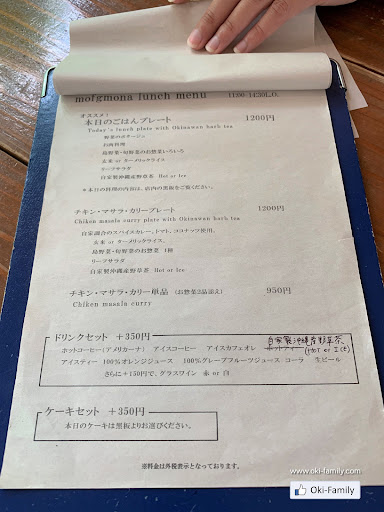 mofgmona lunch menu 11:00-14:30L.O.
オススメ！
本日のごはんプレート 1200円
Today's lunch plate with Okinawen harb tea
野菜のポタージュ
お肉料理
島野菜・旬野菜のお惣菜いろいろ
玄米 or ターメリックライス
リーフサラダ
自家製沖縄産野草茶 Hot or Ice
＊本日の料理の内容は、店内の黒板をご覧ください。
チキン・マサラ・カリープレート 1200円
Chiken masala curry plate with Okinawen harb tea
自家調合のスパイスカレー。トマト、ココナッツ使用。
玄米 or ターメリックライス。
島野菜・旬野菜のお惣菜 1種
リーフサラダ
自家製沖縄産野草茶 Hot or Ice
チキン・マサラ・カリー単品 (お惣菜2品添え) 950円
Chiken masala curry
ドリンクセット +350円
自家製沖縄産野草茶
ホットコーヒー(アメリカーナ) アイスコーヒー アイスカフェオレ ホットティー (Hot or Ice)
アイスティー 100%オレンジジュース 100%グレープフルーツジュース コーラ 生ビール
さらに+150円で、グラスワイン 赤 or 白
ケーキセット +350円
本日のケーキは黒板よりお選びください。
※料金は外税表示となっております。
www.oki-family.com
Oki-Family